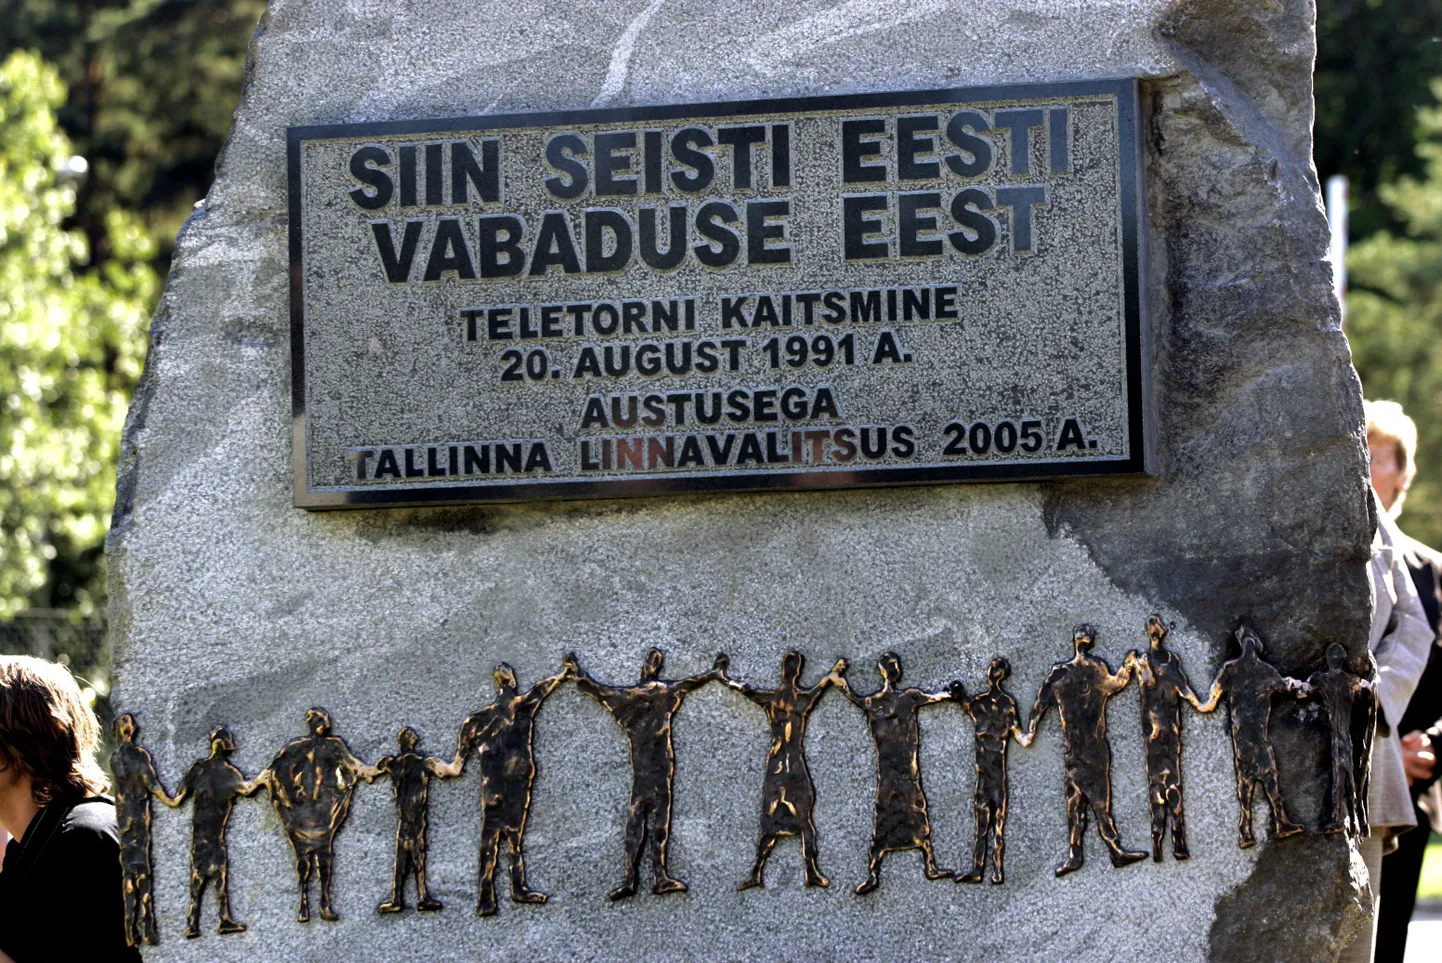 SIIN SEISTI EESTI
VABADUSE EEST
TELETORNI KAITSMINE
20. AUGUST 1991 A.
AUSTUSEGA
TALLINNA LINNAVALITSUS 2005 A.